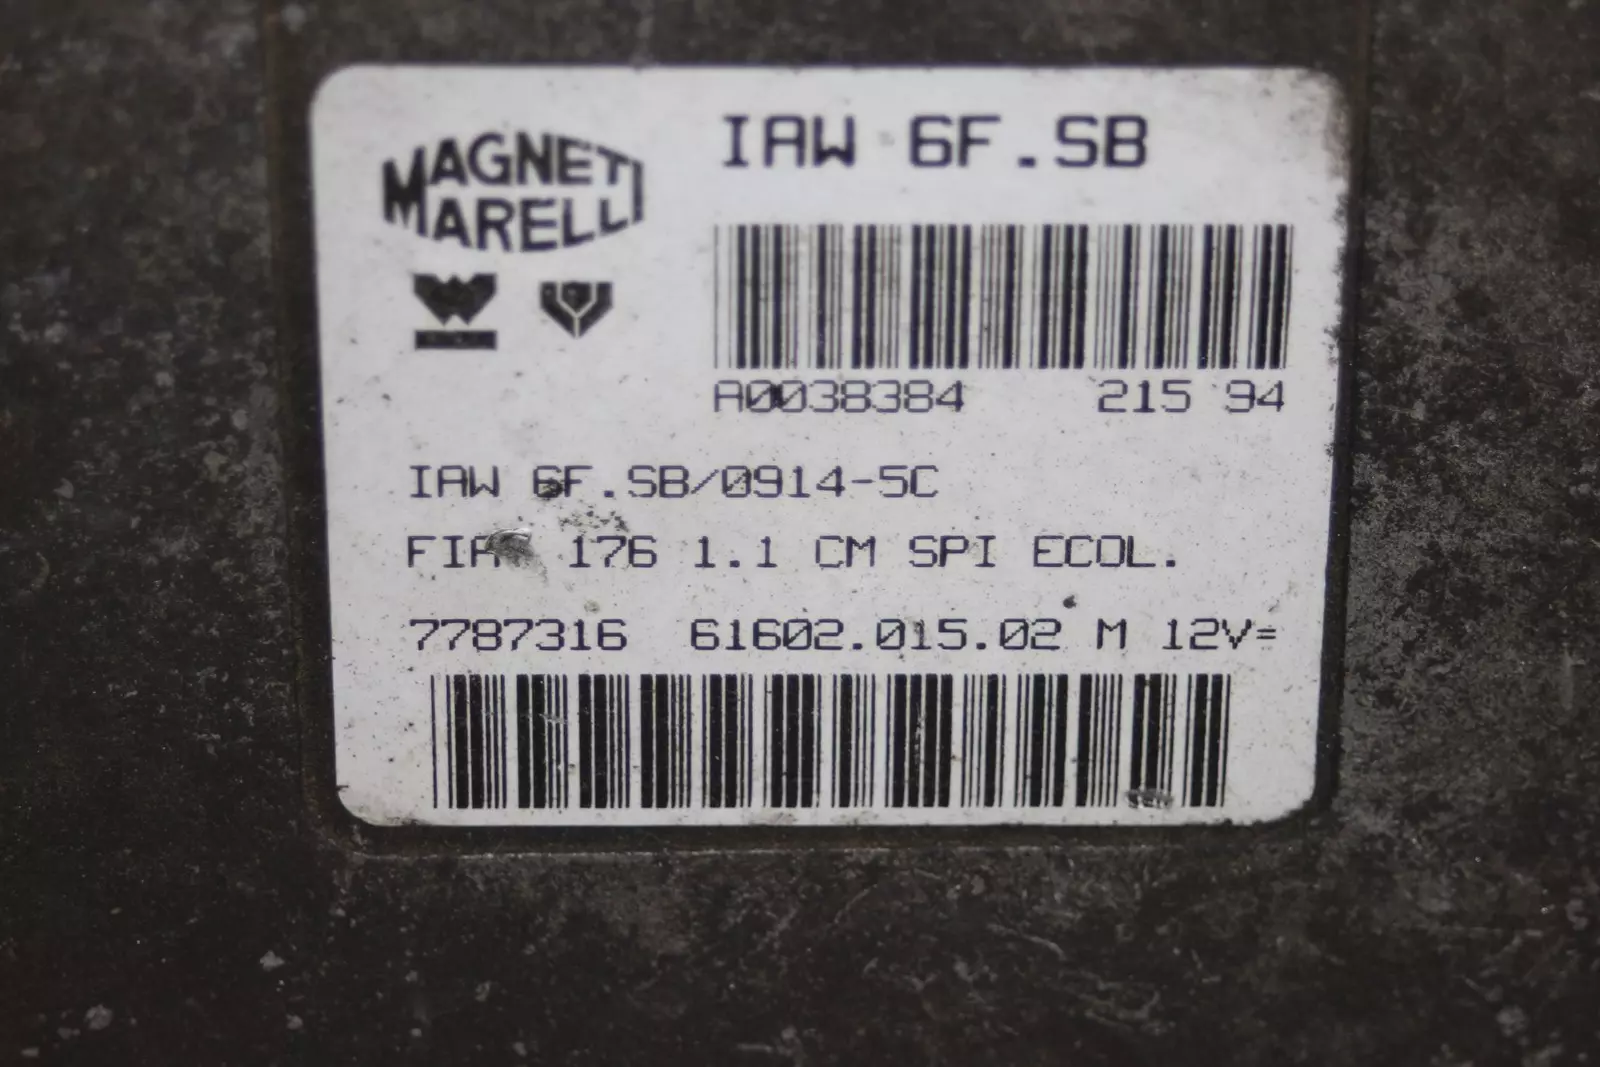 MAGNETI
MARELLI
IAW 6F.SB
A0038384 215 94
IAW 6F.SB/0914-5C
FIAT 176 1.1 CM SPI ECOL.
7787316 61602.015.02 M 12V=